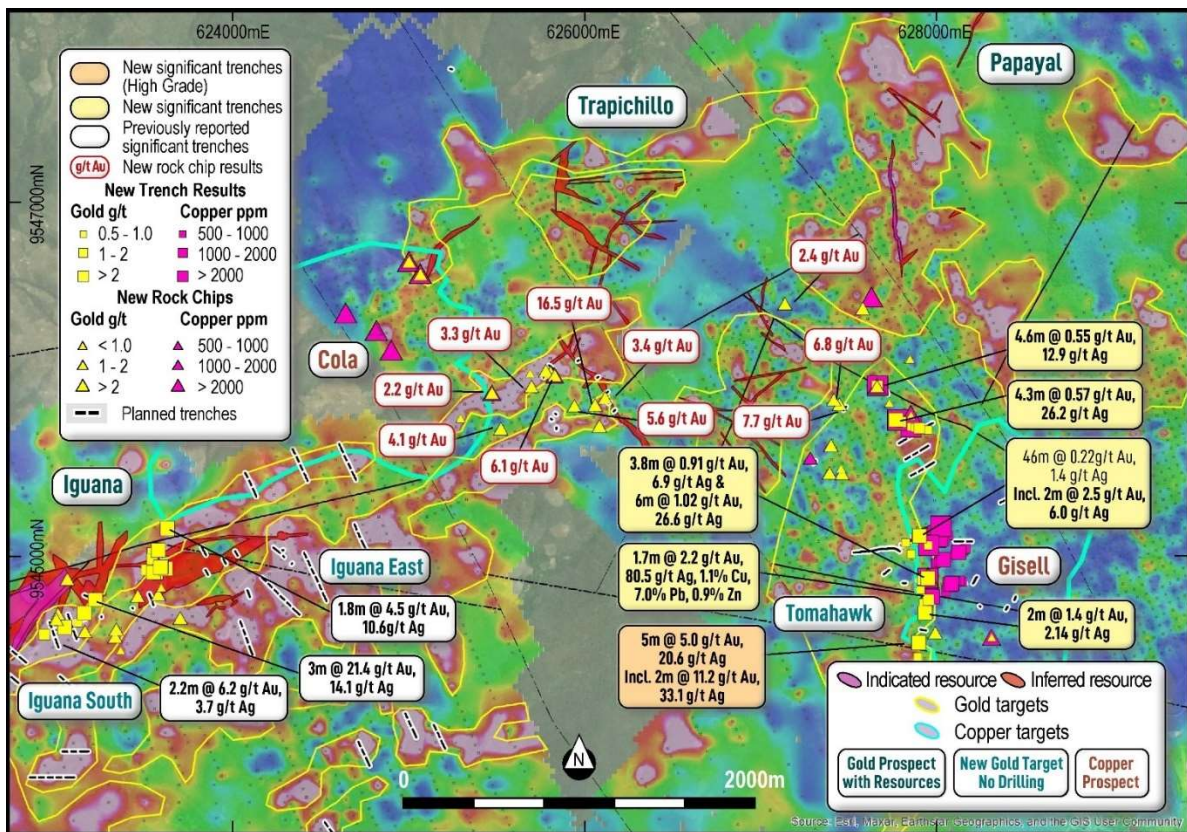 624000mE
626000mE
628000mE
9547000mN
9545000mN
New significant trenches
(High Grade)
New significant trenches
Previously reported
significant trenches
g/t Au
New rock chip results
New Trench Results
Gold g/t
Copper ppm
0.5 - 1.0
500 - 1000
1 - 2
1000 - 2000
> 2
> 2000
New Rock Chips
Gold g/t
Copper ppm
< 1.0
500 - 1000
1 - 2
1000 - 2000
> 2
> 2000
Planned trenches
Trapichillo
Papayal
Cola
16.5 g/t Au
2.4 g/t Au
3.3 g/t Au
3.4 g/t Au
6.8 g/t Au
2.2 g/t Au
4.1 g/t Au
6.1 g/t Au
5.6 g/t Au
7.7 g/t Au
4.6m @ 0.55 g/t Au,
12.9 g/t Ag
4.3m @ 0.57 g/t Au,
26.2 g/t Ag
46m @ 0.22g/t Au,
1.4 g/t Ag
Incl. 2m @ 2.5 g/t Au,
6.0 g/t Ag
3.8m @ 0.91 g/t Au,
6.9 g/t Ag &
6m @ 1.02 g/t Au,
26.6 g/t Ag
1.7m @ 2.2 g/t Au,
80.5 g/t Ag, 1.1% Cu,
7.0% Pb, 0.9% Zn
Tomahawk
Gisell
2m @ 1.4 g/t Au,
2.14 g/t Ag
5m @ 5.0 g/t Au,
20.6 g/t Ag
Incl. 2m @ 11.2 g/t Au,
33.1 g/t Ag
Iguana
Iguana East
1.8m @ 4.5 g/t Au,
10.6g/t Ag
3m @ 21.4 g/t Au,
14.1 g/t Ag
Iguana South
2.2m @ 6.2 g/t Au,
3.7 g/t Ag
N
0
2000m
Indicated resource
Inferred resource
Gold targets
Copper targets
Gold Prospect
with Resources
New Gold Target
No Drilling
Copper
Prospect
Source: Esri, Maxar, Earthstar Geographics, and the GIS User Community